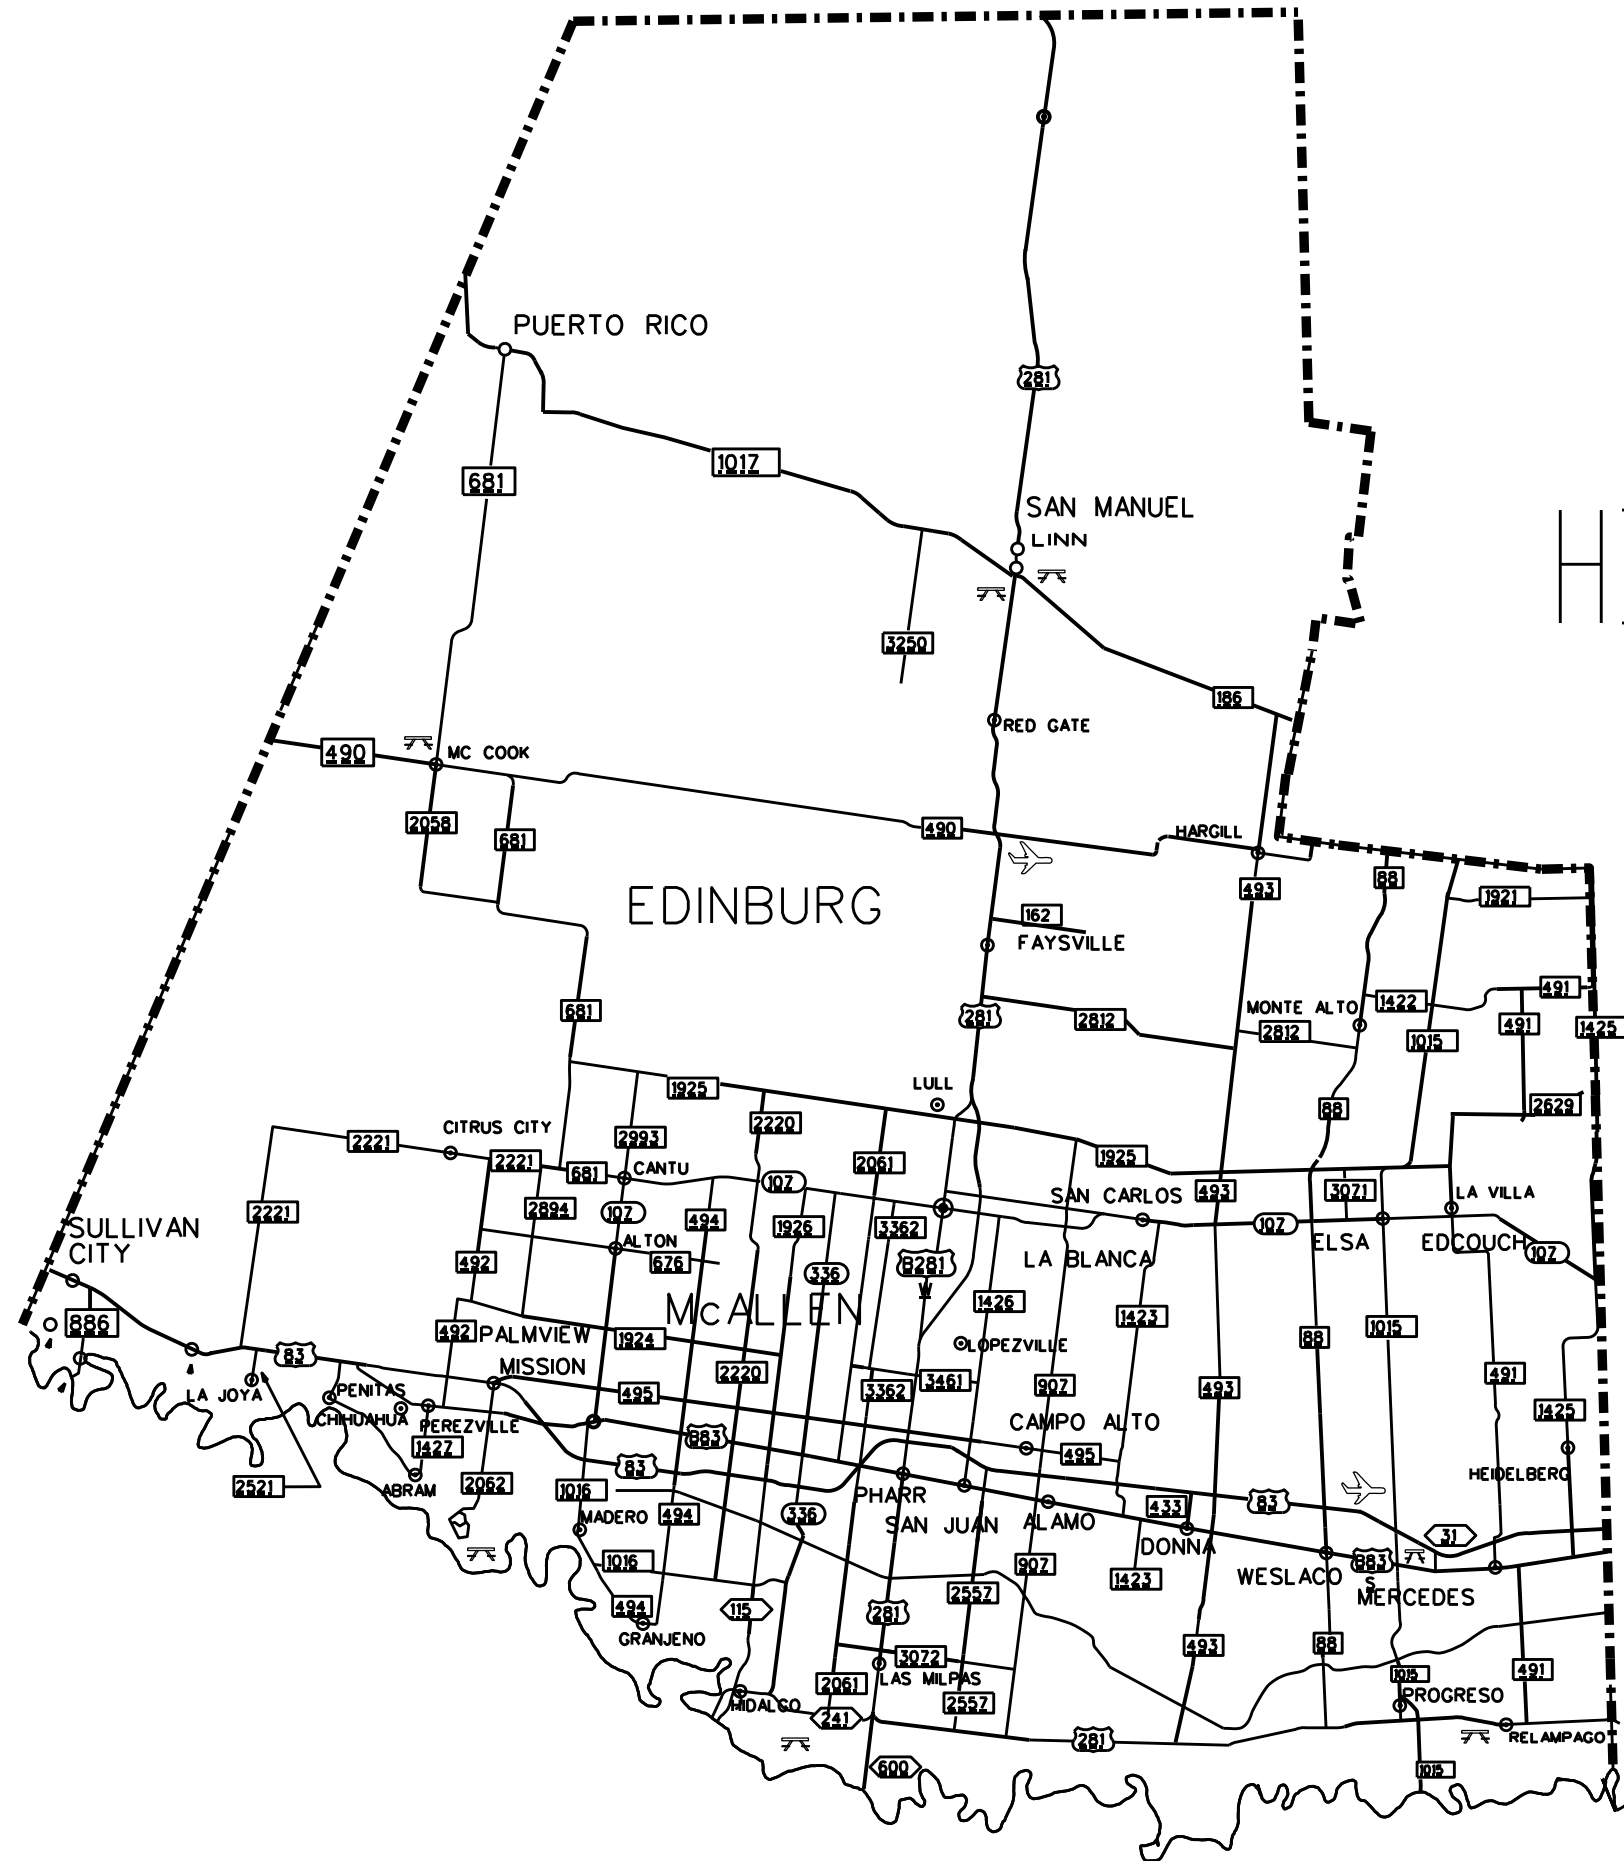 PUERTO RICO
281
1017
681
SAN MANUEL
LINN
H
3250
186
RED GATE
490
MC COOK
2058
681
490
HARGILL
493
88
1921
EDINBURG
162
FAYSVILLE
681
281
2812
2812
MONTE ALTO
1422
491
491
1425
1015
LULL
1925
88
2629
CITRUS CITY
2220
2221
2993
2221
681
CANTU
2061
1925
107
SAN CARLOS
493
3071
LA VILLA
2221
2894
107
494
1926
3362
107
SULLIVAN
CITY
ALTON
LA BLANCA
ELSA
EDCOUCH
107
492
676
336
B281
W
886
McALLEN
1426
1423
1015
492
PALMVIEW
1924
88
83
MISSION
LOPEZVILLE
2220
3461
491
LA JOYA
PENITAS
495
3362
907
493
CHIHUAHUA
PEREZVILLE
CAMPO ALTO
1425
1427
B83
495
83
HEIDELBERG
2521
ABRAM
2062
1016
PHARR
83
MADERO
494
336
SAN JUAN
ALAMO
433
31
DONNA
1016
907
1423
WESLACO
B83
S
MERCEDES
494
115
281
2557
GRANJENO
3072
493
88
2061
LAS MILPAS
1015
491
HIDALGO
241
2557
PROGRESO
281
RELAMPAGO
600
1015